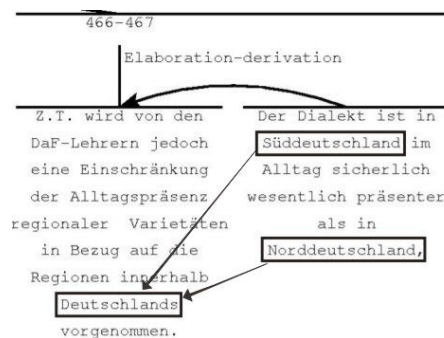 466-467
Elaboration-derivation
Z.T. wird von den
DaF-Lehrern jedoch
eine Einschränkung
der Alltagspräsenz
regionaler Varietäten
in Bezug auf die
Regionen innerhalb
Deutschlands
vorgenommen.
Der Dialekt ist in
Süddeutschland im
Alltag sicherlich
wesentlich präsenter
als in
Norddeutschland,